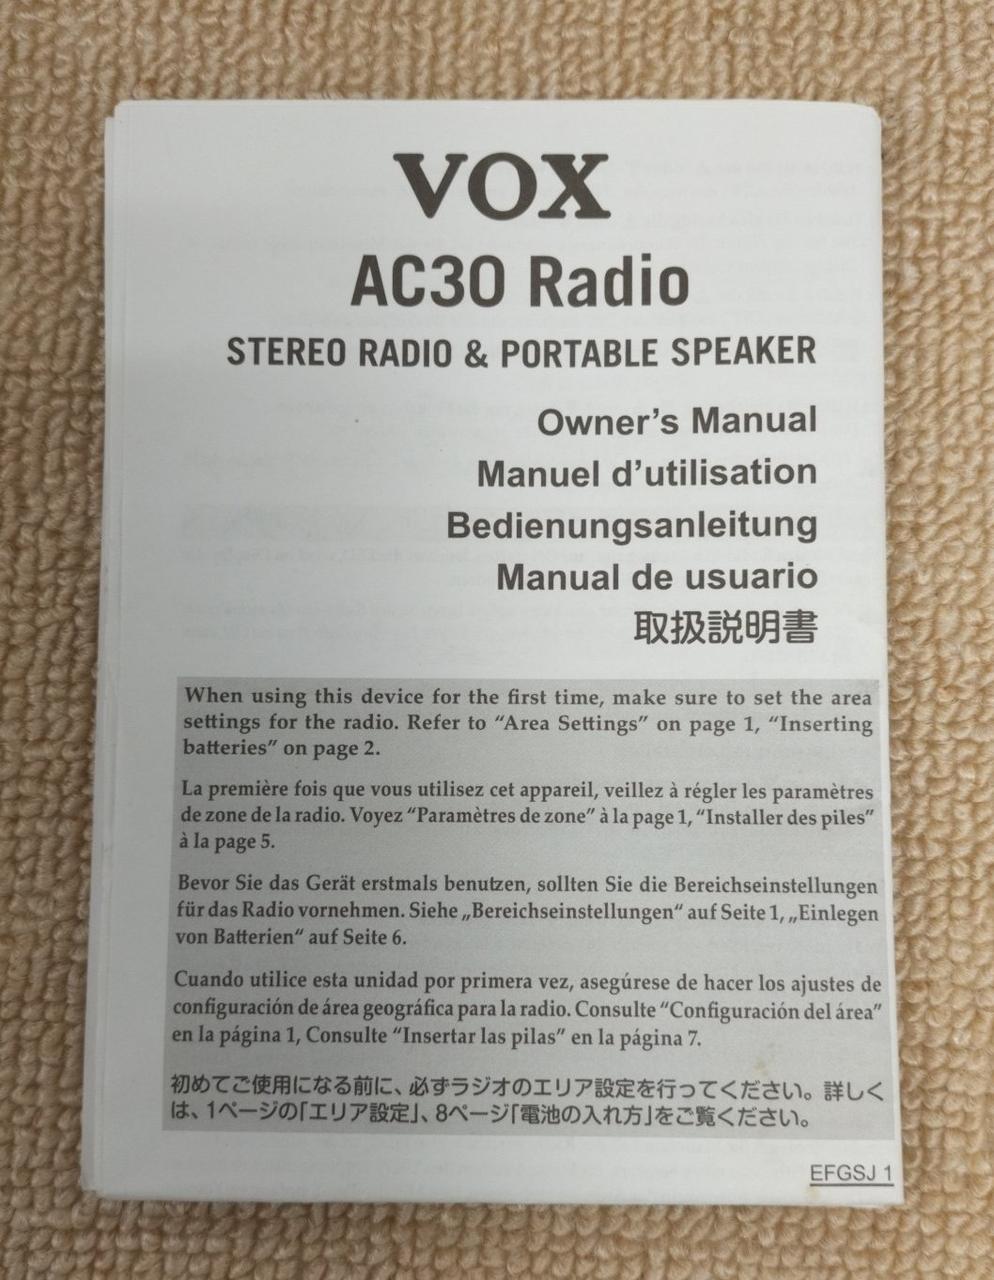 VOX
AC30 Radio
STEREO RADIO & PORTABLE SPEAKER
Owner's Manual
Manuel d'utilisation
Bedienungsanleitung
Manual de usuario
取扱説明書
When using this device for the first time, make sure to set the area
settings for the radio. Refer to “Area Settings” on page 1, “Inserting
batteries” on page 2.
La première fois que vous utilisez cet appareil, veillez à régler les paramètres
de zone de la radio. Voyez “Paramètres de zone” à la page 1, “Installer des piles”
à la page 5.
Bevor Sie das Gerät erstmals benutzen, sollten Sie die Bereichseinstellungen
für das Radio vornehmen. Siehe „Bereichseinstellungen“ auf Seite 1, „Einlegen
von Batterien“ auf Seite 6.
Cuando utilice esta unidad por primera vez, asegúrese de hacer los ajustes de
configuración de área geográfica para la radio. Consulte “Configuración del área”
en la página 1, Consulte “Insertar las pilas” en la página 7.
初めてご使用になる前に、必ずラジオのエリア設定を行ってください。詳しく
は、1ページの「エリア設定」、8ページ「電池の入れ方」をご覧ください。
EFGSJ 1